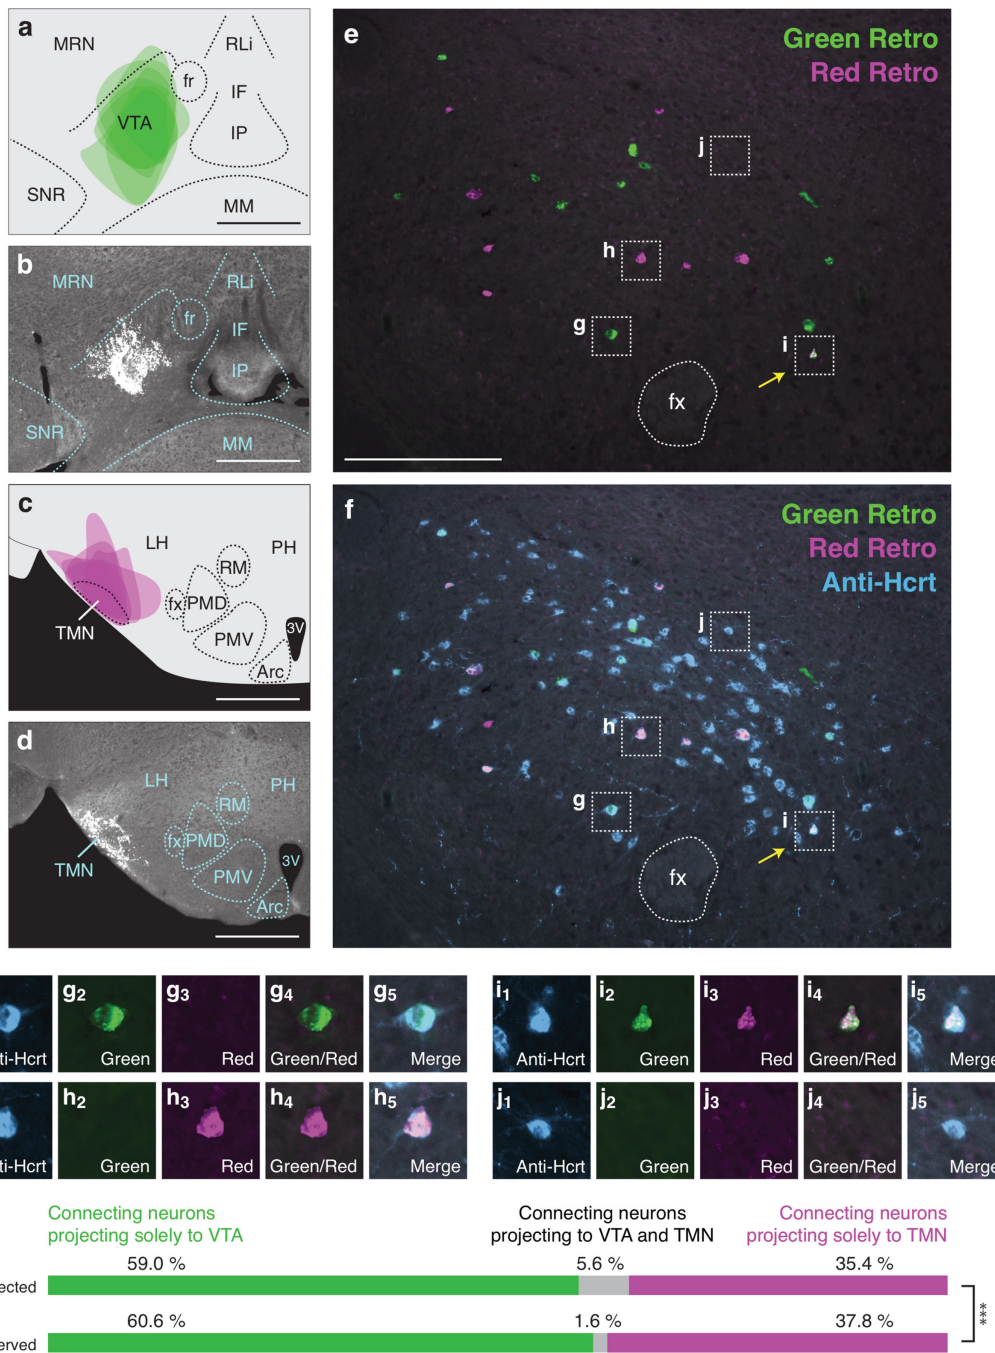 a
MRN
RLi
fr
IF
VTA
IP
SNR
MM
b
MRN
RLi
fr
IF
IP
SNR
MM
c
LH
PH
RM
fx
PMD
TMN
PMV
3V
Arc
d
LH
PH
RM
fx
PMD
TMN
PMV
3V
Arc
e
Green Retro
Red Retro
j
h
g
i
fx
f
Green Retro
Red Retro
Anti-Hcrt
j
h
g
i
fx
ti-Hcrt
g2
Green
g3
Red
g4
Green/Red
g5
Merge
i1
Anti-Hcrt
i2
Green
i3
Red
i4
Green/Red
i5
Merge
ti-Hcrt
h2
Green
h3
Red
h4
Green/Red
h5
Merge
j1
Anti-Hcrt
j2
Green
j3
Red
j4
Green/Red
j5
Merge
Connecting neurons
projecting solely to VTA
Connecting neurons
projecting to VTA and TMN
Connecting neurons
projecting solely to TMN
59.0 % 5.6 % 35.4 %
ected
60.6 % 1.6 % 37.8 %
erved
***